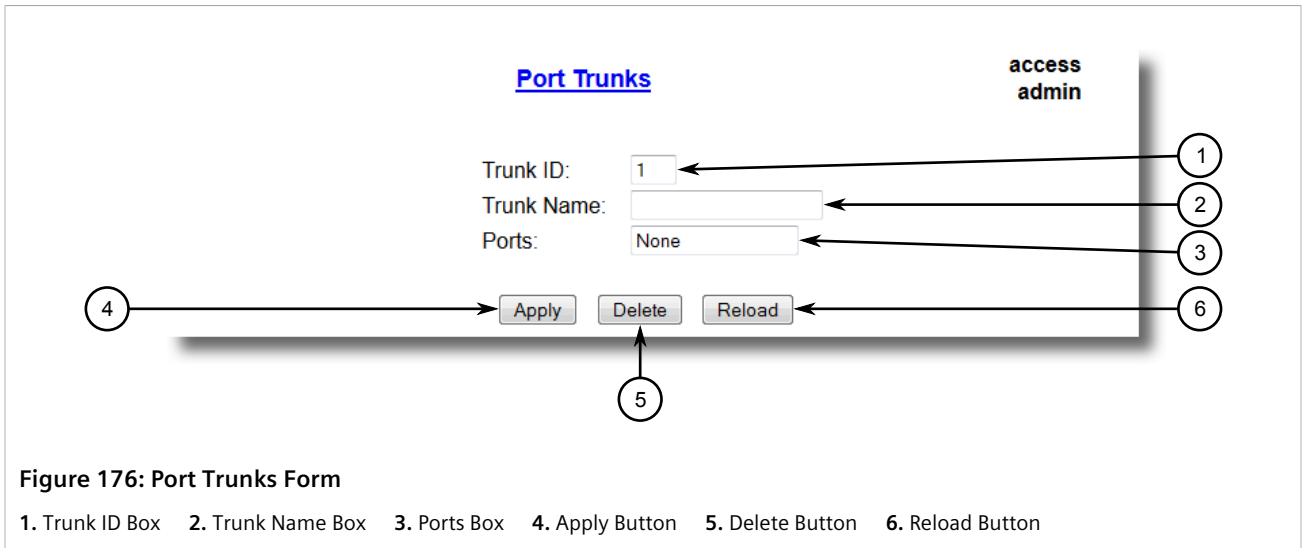 Port Trunks
access
admin
Trunk ID: 1
Trunk Name:
Ports: None
1
2
3
4
Apply Delete Reload
6
5
Figure 176: Port Trunks Form
1. Trunk ID Box 2. Trunk Name Box 3. Ports Box 4. Apply Button 5. Delete Button 6. Reload Button